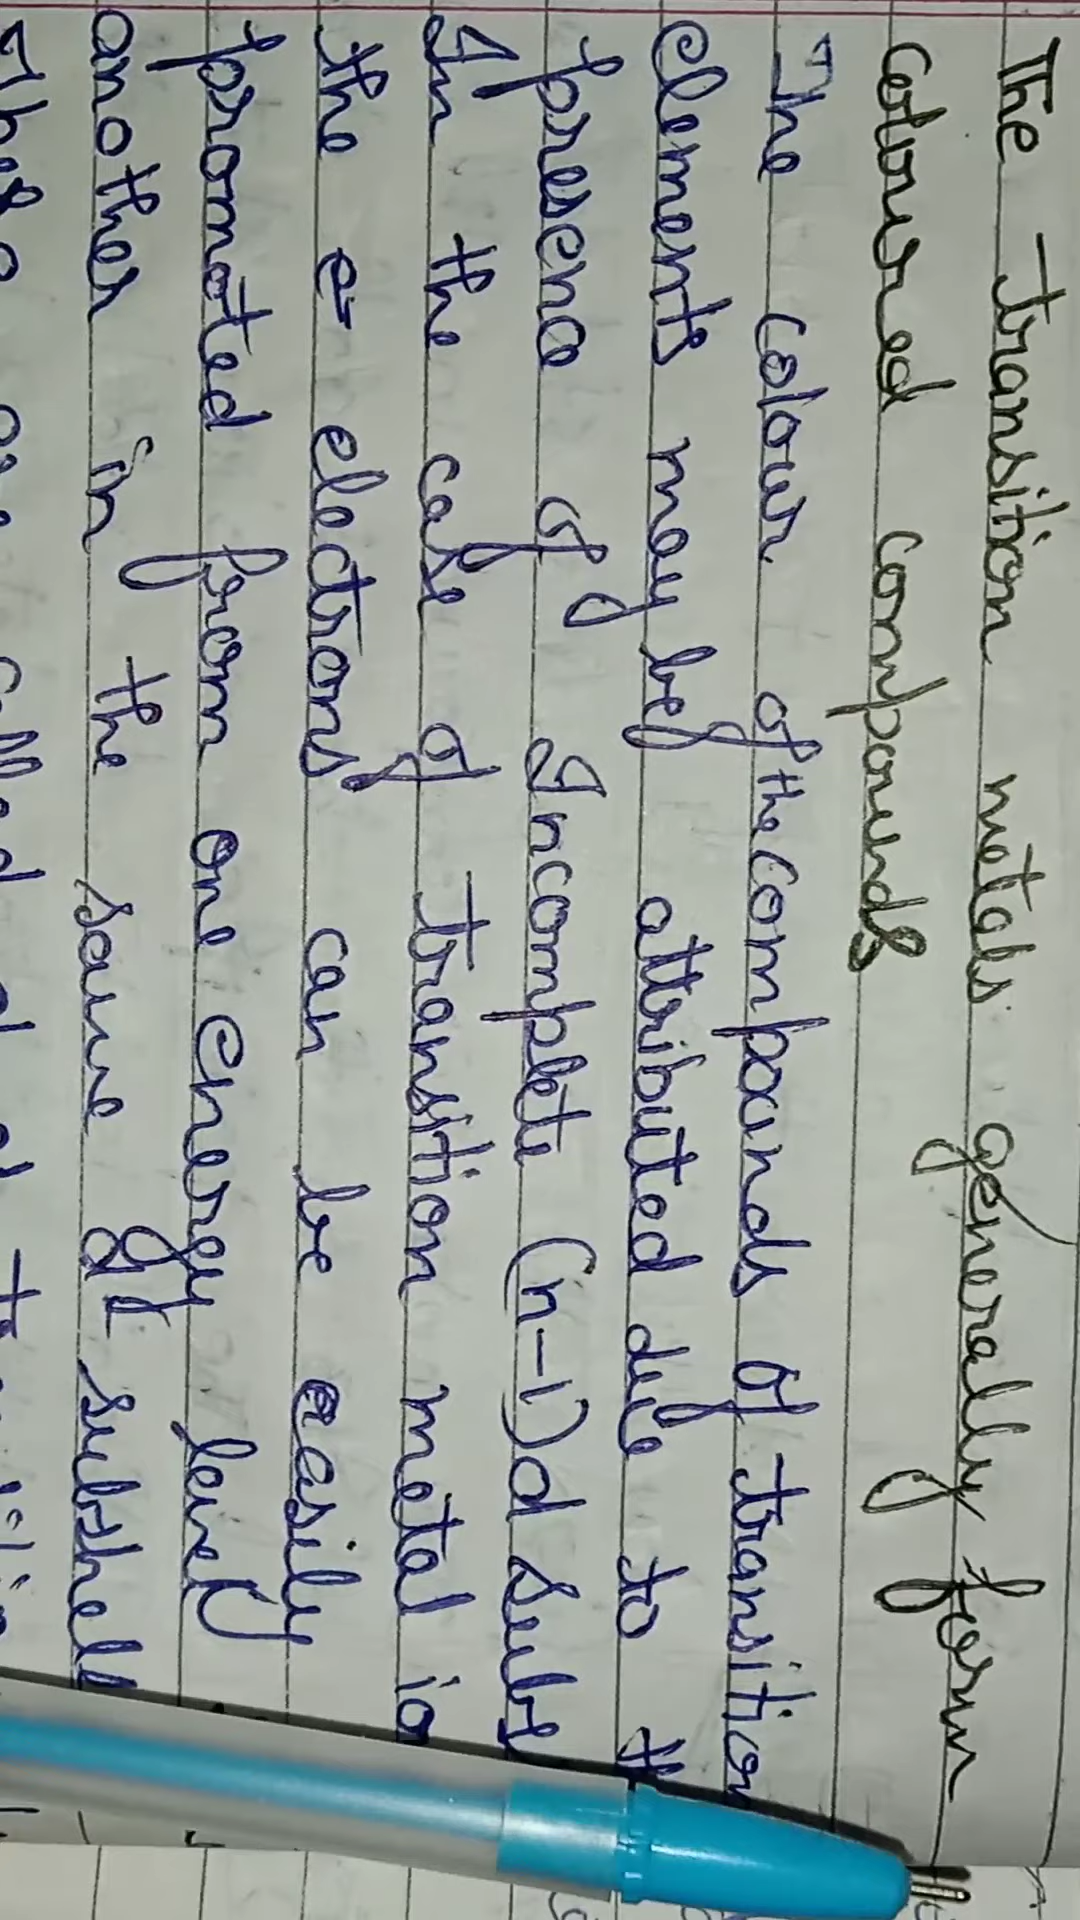 The transition metals generally form
coloured compounds
The colour of the compounds of transition
elements may be attributed due to
presence of Incomplete (n-1)d subs
In the case of transition metal io
the e- electrons can be easily
promoted from one energy level
another in the same subshell